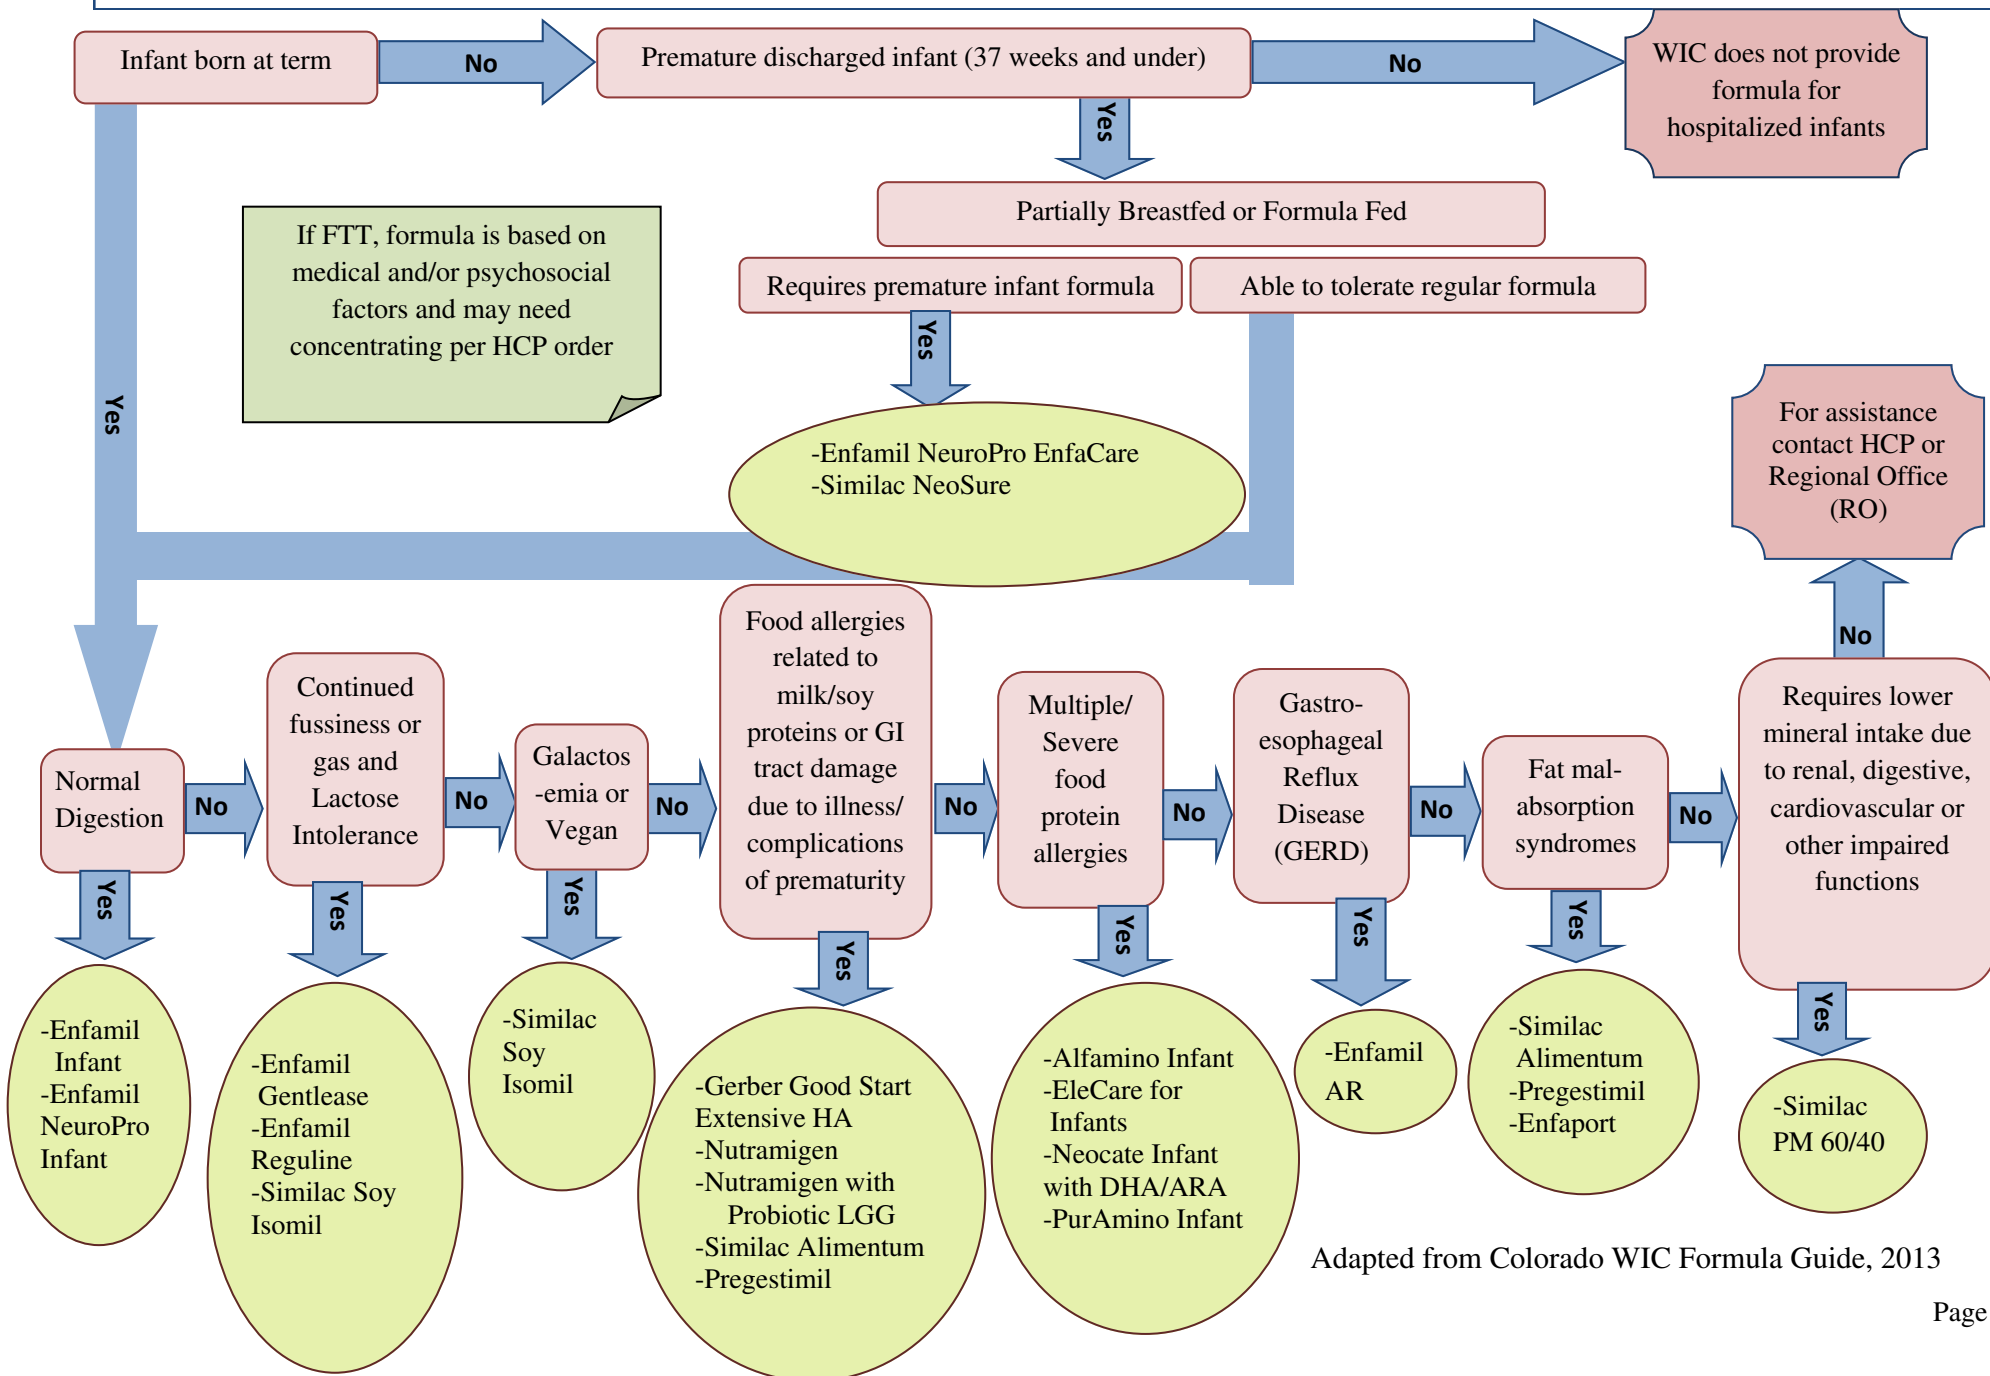 Infant born at term
No
Premature discharged infant (37 weeks and under)
No
WIC does not provide
formula for
hospitalized infants
Yes
Partially Breastfed or Formula Fed
If FTT, formula is based on
medical and/or psychosocial
factors and may need
concentrating per HCP order
Requires premature infant formula
Able to tolerate regular formula
Yes
Yes
-Enfamil NeuroPro EnfaCare
-Similac NeoSure
For assistance
contact HCP or
Regional Office
(RO)
No
Normal
Digestion
No
Continued
fussiness or
gas and
Lactose
Intolerance
No
Galactos
-emia or
Vegan
No
Food allergies
related to
milk/soy
proteins or GI
tract damage
due to illness/
complications
of prematurity
No
Multiple/
Severe
food
protein
allergies
No
Gastro-
esophageal
Reflux
Disease
(GERD)
No
Fat mal-
absorption
syndromes
No
Requires lower
mineral intake due
to renal, digestive,
cardiovascular or
other impaired
functions
Yes
Yes
Yes
Yes
Yes
Yes
Yes
Yes
-Enfamil
Infant
-Enfamil
NeuroPro
Infant
-Enfamil
Gentlease
-Enfamil
Reguline
-Similac Soy
Isomil
-Similac
Soy
Isomil
-Gerber Good Start
Extensive HA
-Nutramigen
-Nutramigen with
Probiotic LGG
-Similac Alimentum
-Pregestimil
-Alfamino Infant
-EleCare for
Infants
-Neocate Infant
with DHA/ARA
-PurAmino Infant
-Enfamil
AR
-Similac
Alimentum
-Pregestimil
-Enfaport
-Similac
PM 60/40
Adapted from Colorado WIC Formula Guide, 2013
Page